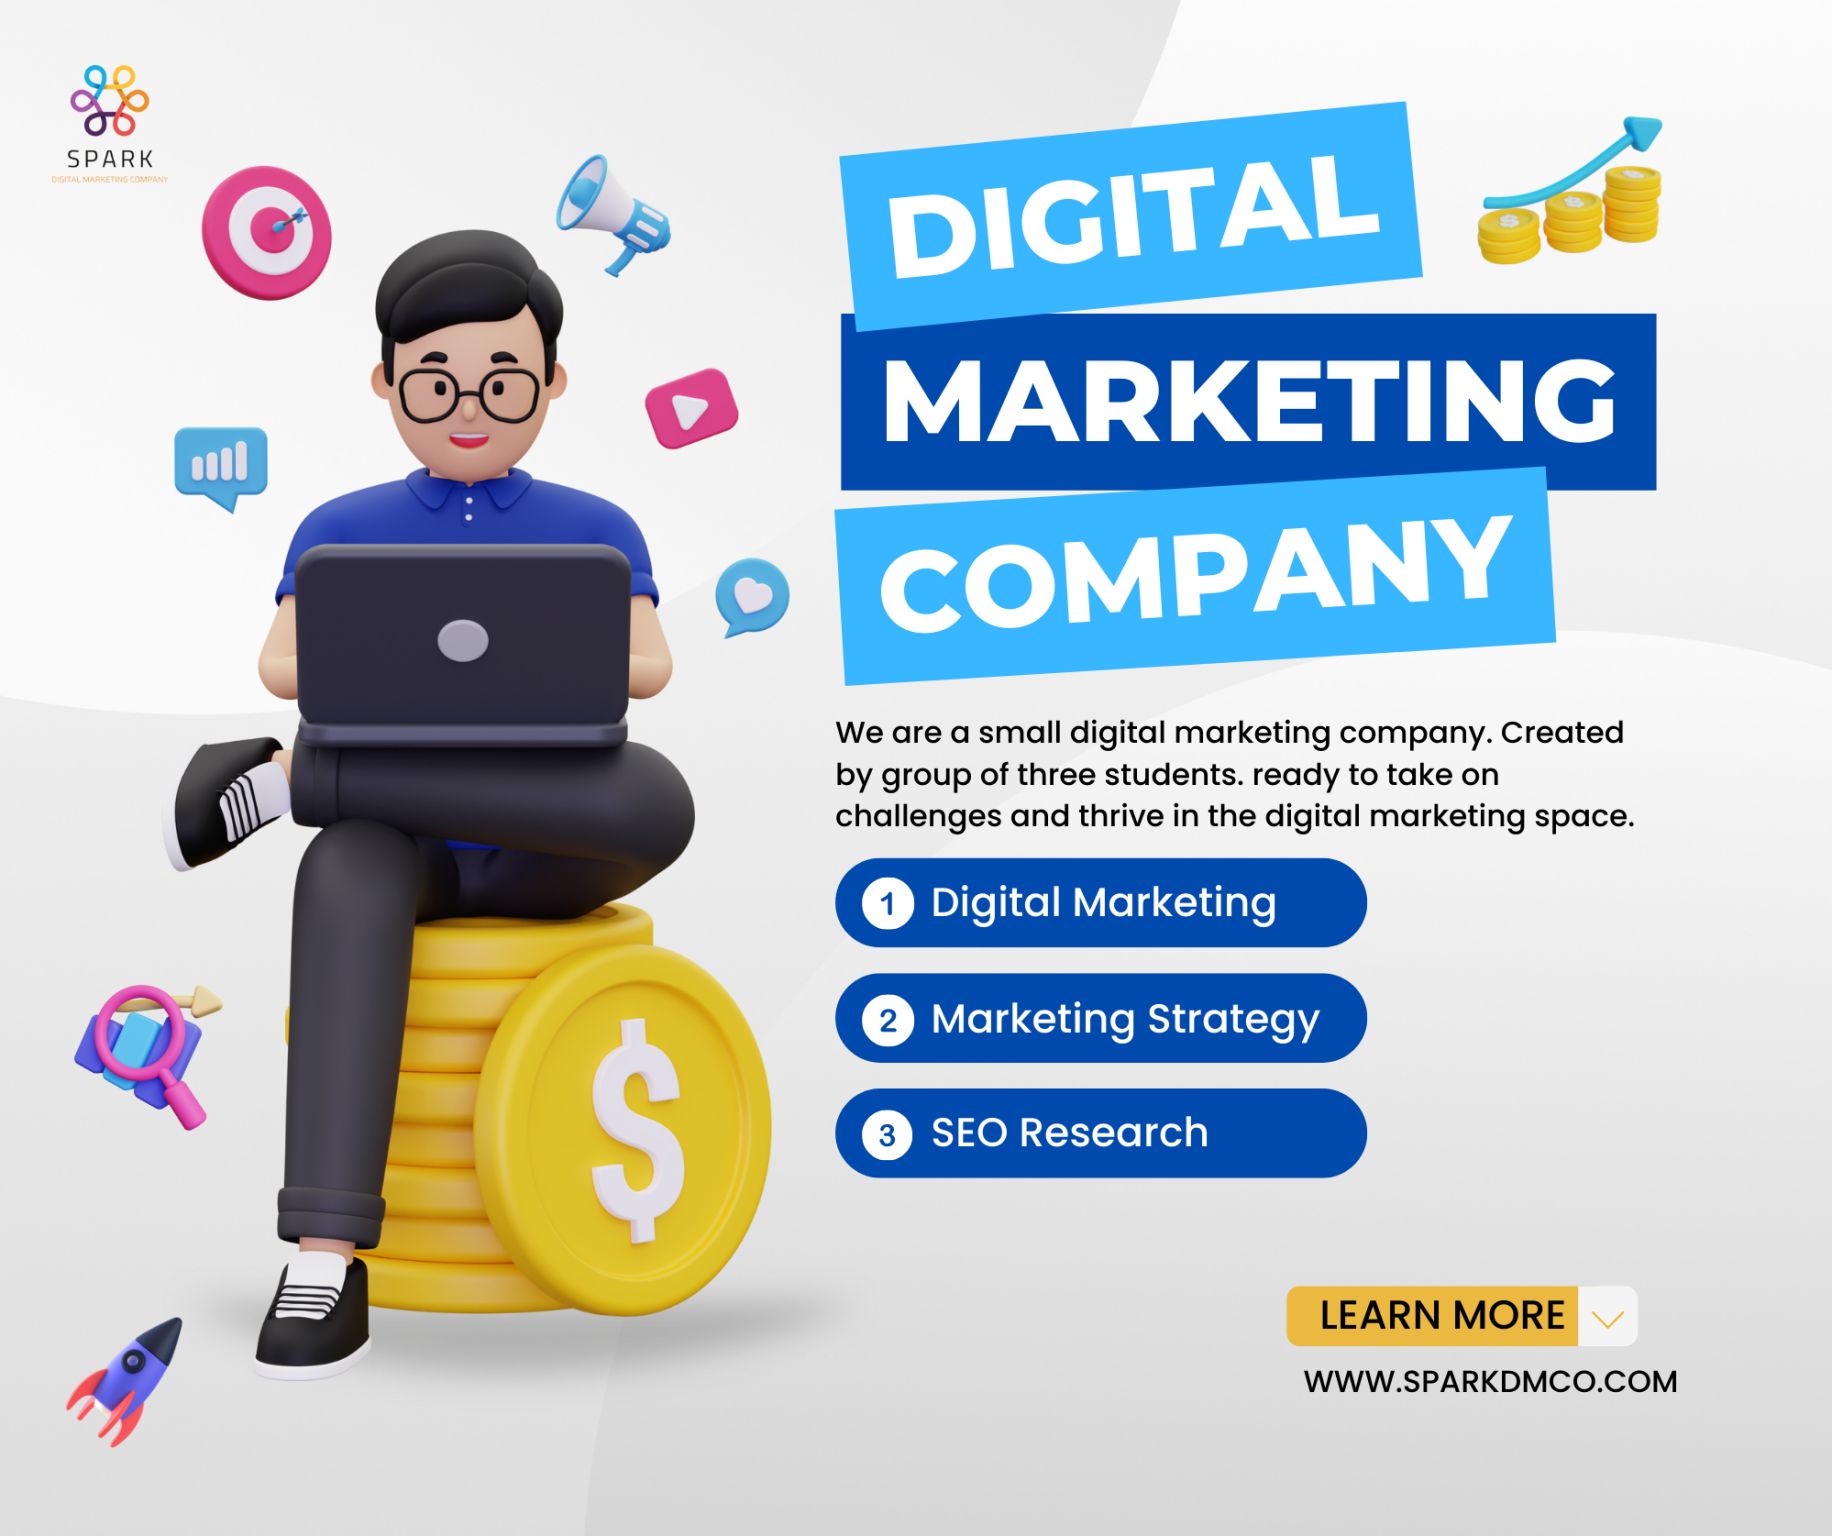 SPARK
DIGITAL MARKETING COMPANY
DIGITAL
MARKETING
COMPANY
We are a small digital marketing company. Created
by group of three students. ready to take on
challenges and thrive in the digital marketing space.
1 Digital Marketing
2 Marketing Strategy
3 SEO Research
$
LEARN MORE
WWW.SPARKDMCO.COM